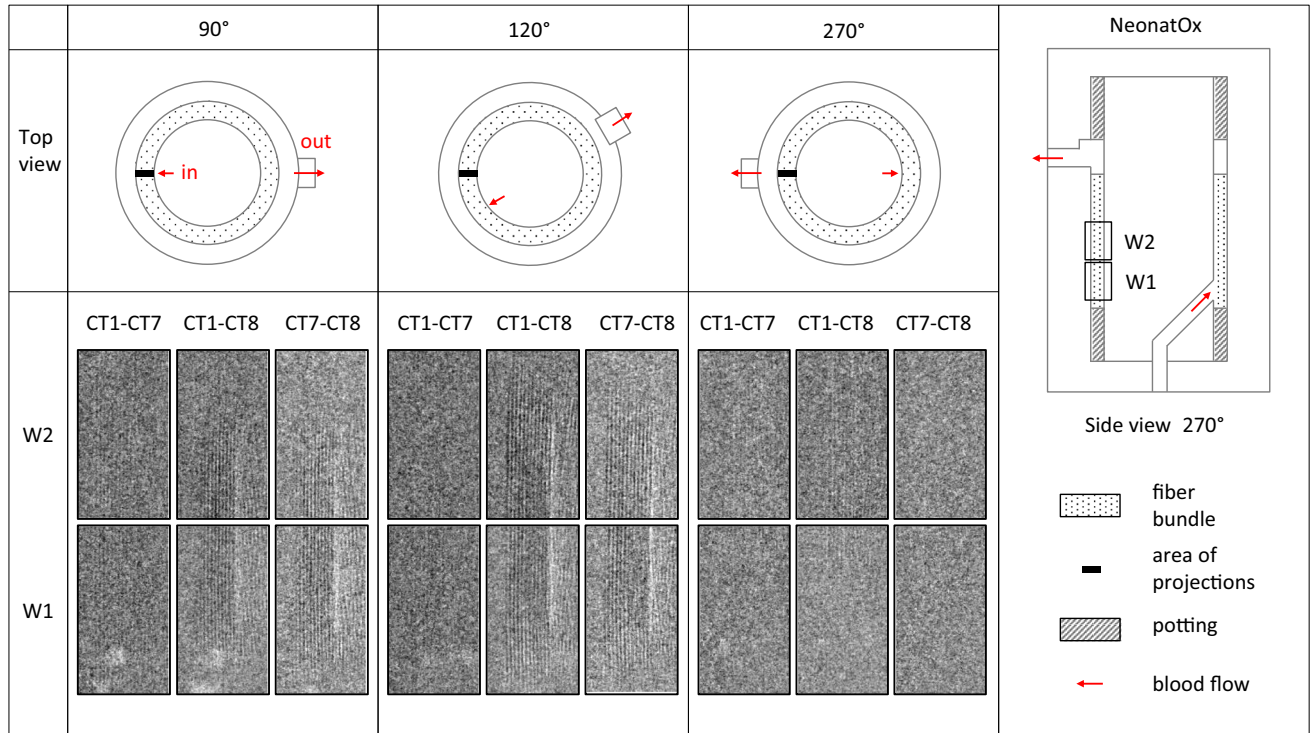 90°
120°
270°
NeonatOx
Top
view
in
out
W2
W1
Side view 270°
CT1-CT7 CT1-CT8 CT7-CT8
CT1-CT7 CT1-CT8 CT7-CT8
CT1-CT7 CT1-CT8 CT7-CT8
W2
W1
fiber
bundle
area of
projections
potting
blood flow